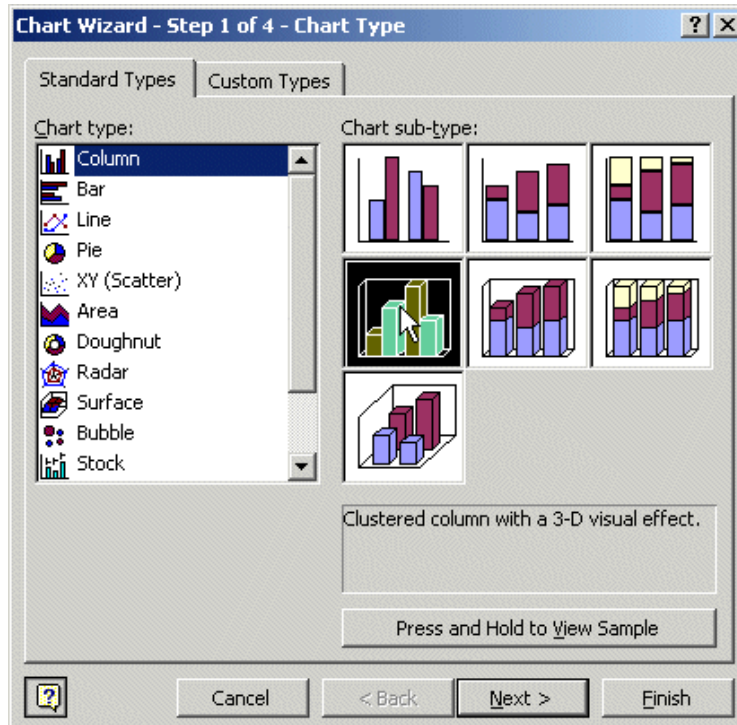 Chart Wizard - Step 1 of 4 - Chart Type
Standard Types
Custom Types
Chart type:
Column
Bar
Line
Pie
XY (Scatter)
Area
Doughnut
Radar
Surface
Bubble
Stock
Chart sub-type:
Clustered column with a 3-D visual effect.
Press and Hold to View Sample
Cancel
< Back
Next >
Finish